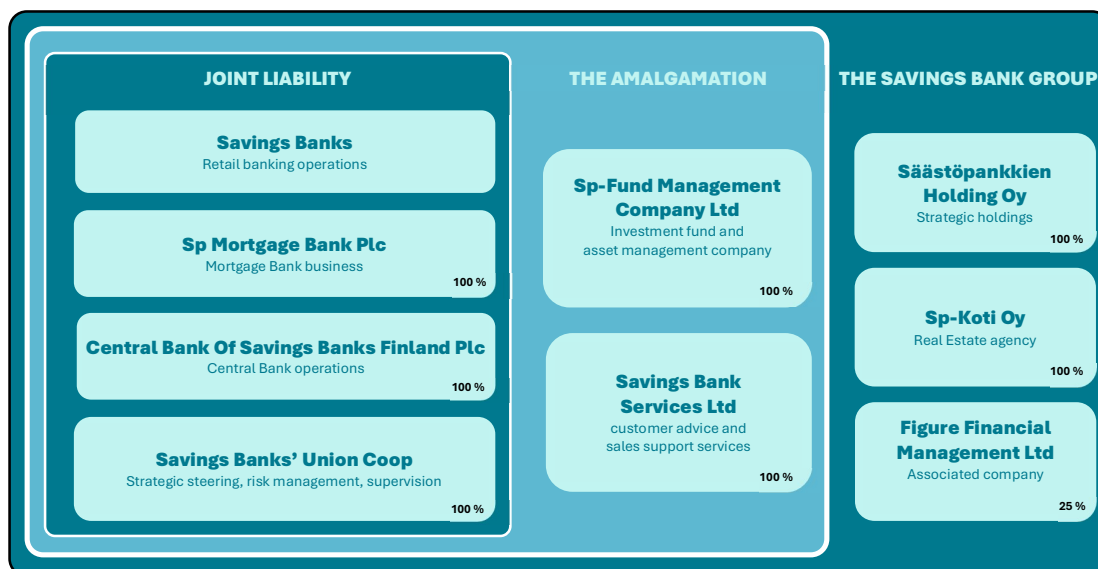 JOINT LIABILITY
Savings Banks
Retail banking operations
Sp Mortgage Bank Plc
Mortgage Bank business
100 %
Central Bank Of Savings Banks Finland Plc
Central Bank operations
100 %
Savings Banks’ Union Coop
Strategic steering, risk management, supervision
100 %
THE AMALGAMATION
Sp-Fund Management
Company Ltd
Investment fund and
asset management company
100 %
Savings Bank
Services Ltd
customer advice and
sales support services
100 %
THE SAVINGS BANK GROUP
Säästöpankkien
Holding Oy
Strategic holdings
100 %
Sp-Koti Oy
Real Estate agency
100 %
Figure Financial
Management Ltd
Associated company
25 %